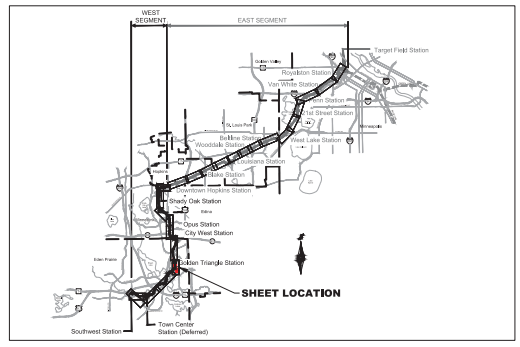 WEST
SEGMENT
EAST SEGMENT
Target Field Station
Golden Valley
Royalston Station
Van White Station
Penn Station
21st Street Station
St. Louis Park
Minneapolis
Beltline Station
West Lake Station
Wooddale Station
Louisiana Station
Blake Station
Hopkins
Downtown Hopkins Station
Shady Oak Station
Edina
Opus Station
City West Station
Eden Prairie
Golden Triangle Station
SHEET LOCATION
Southwest Station
Town Center
Station (Deferred)